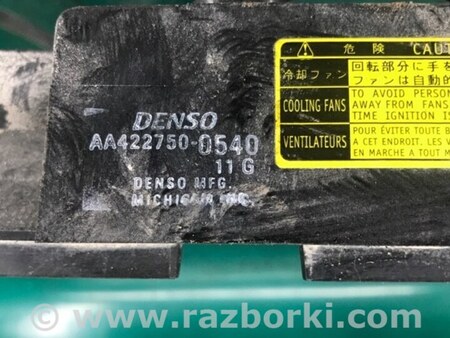 DENSO
AA422750-0540
11 G
DENSO MFG.
MICHIGAN INC.
危険 CAUT
冷却ファン
回転部分に手を
ファンは自動的
COOLING FANS
TO AVOID PERSON
AWAY FROM FANS
TIME IGNITION IS
VENTILATEURS
POUR ÉVITER TOUTE B
A CET ENDROIT. LES V
EN MARCHE A TOUT M
www.razborki.com